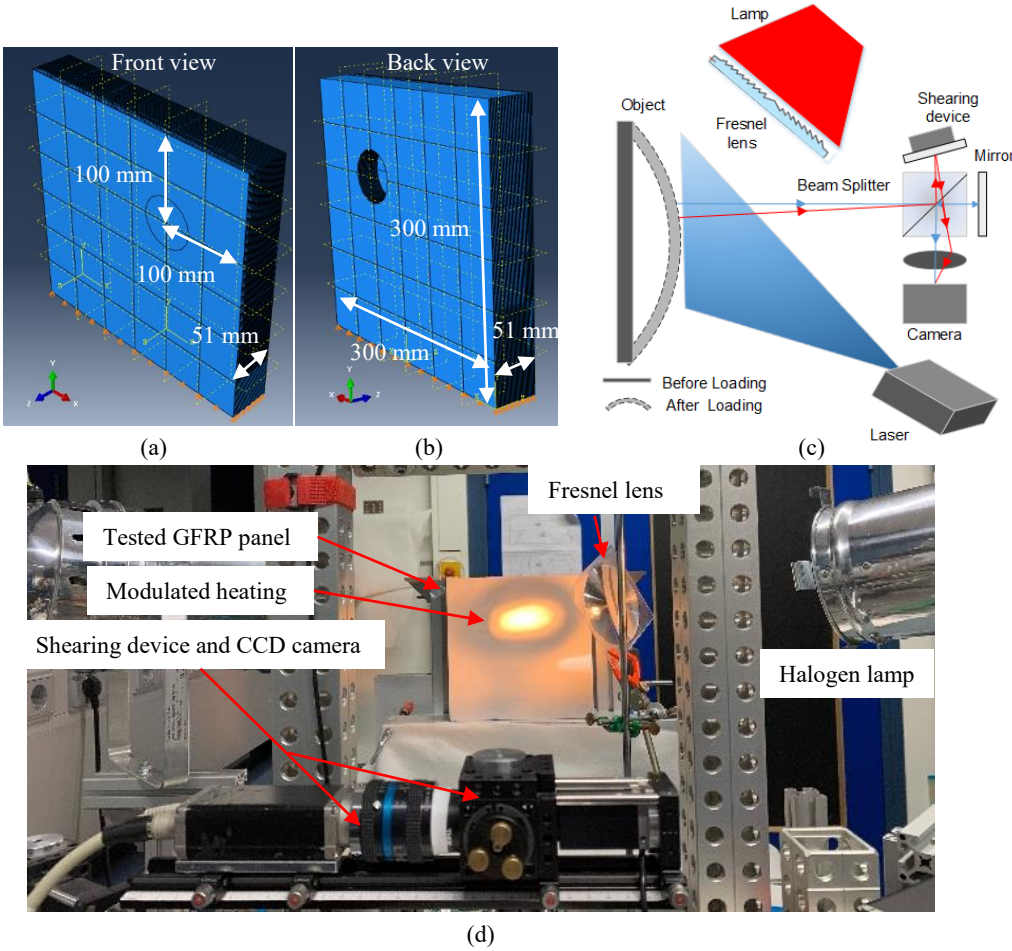 Front view
100 mm
100 mm
51 mm
Y
Z
X
(a)
Back view
300 mm
300 mm
51 mm
Y
X
Z
(b)
Lamp
Fresnel
lens
Object
Shearing
device
Mirror
Beam Splitter
Camera
Before Loading
After Loading
Laser
(c)
Fresnel lens
Tested GFRP panel
Modulated heating
Shearing device and CCD camera
Halogen lamp
(d)